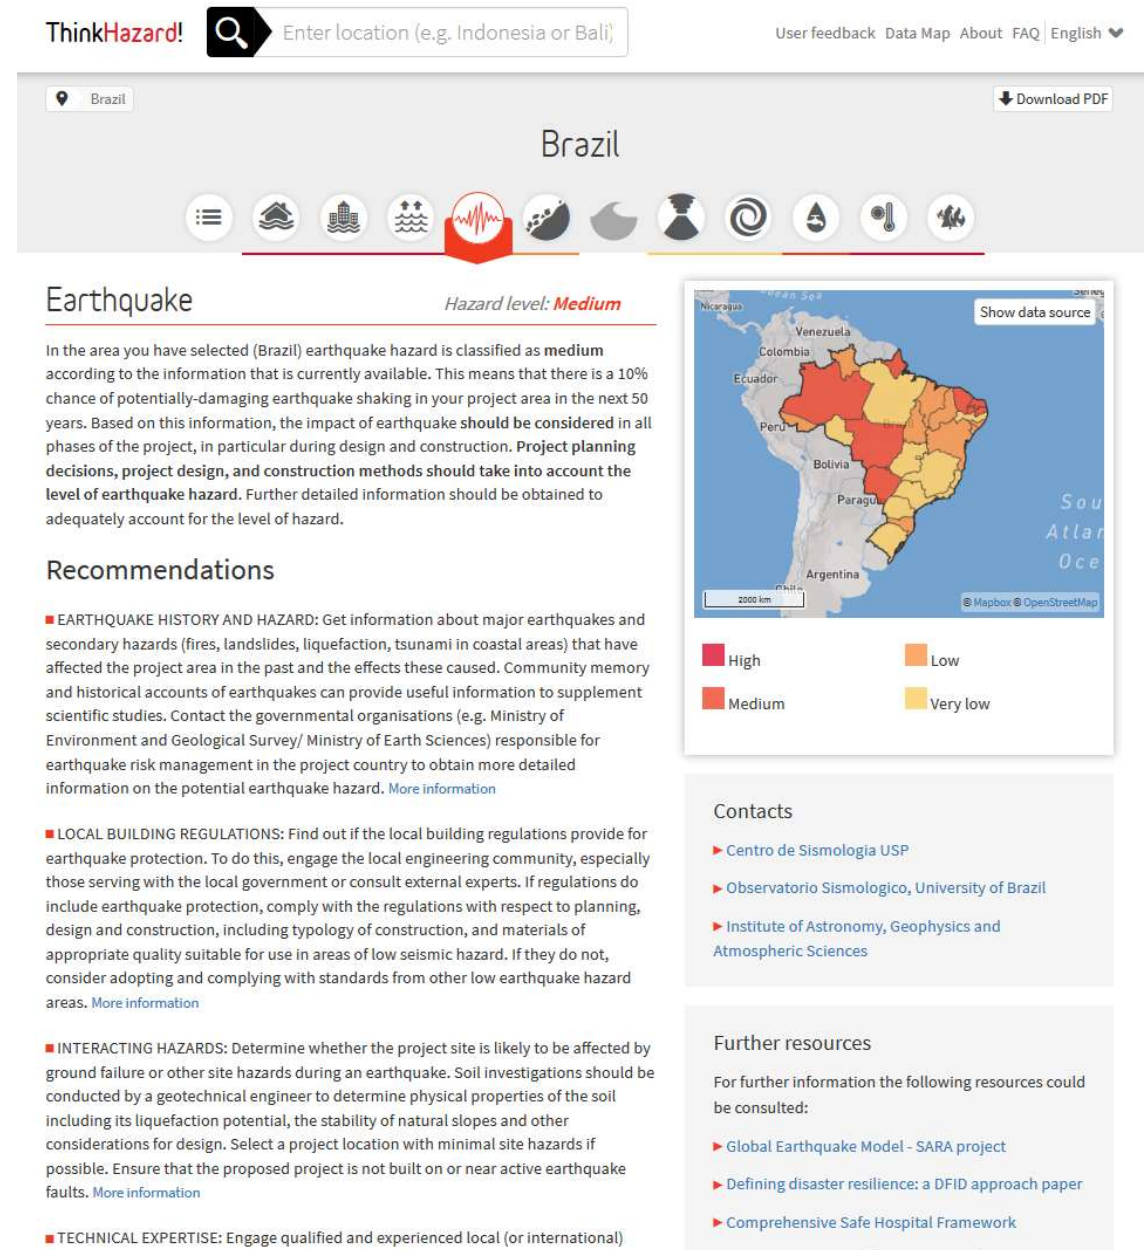 ThinkHazard!
Enter location (e.g. Indonesia or Bali)
User feedback Data Map About FAQ English
Brazil
Download PDF
Brazil
Earthquake
Hazard level: Medium
In the area you have selected (Brazil) earthquake hazard is classified as medium
according to the information that is currently available. This means that there is a 10%
chance of potentially-damaging earthquake shaking in your project area in the next 50
years. Based on this information, the impact of earthquake should be considered in all
phases of the project, in particular during design and construction. Project planning
decisions, project design, and construction methods should take into account the
level of earthquake hazard. Further detailed information should be obtained to
adequately account for the level of hazard.
Recommendations
EARTHQUAKE HISTORY AND HAZARD: Get information about major earthquakes and
secondary hazards (fires, landslides, liquefaction, tsunami in coastal areas) that have
affected the project area in the past and the effects these caused. Community memory
and historical accounts of earthquakes can provide useful information to supplement
scientific studies. Contact the governmental organisations (e.g. Ministry of
Environment and Geological Survey/ Ministry of Earth Sciences) responsible for
earthquake risk management in the project country to obtain more detailed
information on the potential earthquake hazard. More information
LOCAL BUILDING REGULATIONS: Find out if the local building regulations provide for
earthquake protection. To do this, engage the local engineering community, especially
those serving with the local government or consult external experts. If regulations do
include earthquake protection, comply with the regulations with respect to planning,
design and construction, including typology of construction, and materials of
appropriate quality suitable for use in areas of low seismic hazard. If they do not,
consider adopting and complying with standards from other low earthquake hazard
areas. More information
INTERACTING HAZARDS: Determine whether the project site is likely to be affected by
ground failure or other site hazards during an earthquake. Soil investigations should be
conducted by a geotechnical engineer to determine physical properties of the soil
including its liquefaction potential, the stability of natural slopes and other
considerations for design. Select a project location with minimal site hazards if
possible. Ensure that the proposed project is not built on or near active earthquake
faults. More information
TECHNICAL EXPERTISE: Engage qualified and experienced local (or international)
Show data source
Nicaragua
Venezuela
Colombia
Ecuador
Peru
Bolivia
Paragu
Argentina
Chile
Sou
Atlan
Oce
2000 km
© Mapbox © OpenStreetMap
High
Low
Medium
Very low
Contacts
Centro de Sismologia USP
Observatorio Sismologico, University of Brazil
Institute of Astronomy, Geophysics and
Atmospheric Sciences
Further resources
For further information the following resources could
be consulted:
Global Earthquake Model - SARA project
Defining disaster resilience: a DFID approach paper
Comprehensive Safe Hospital Framework